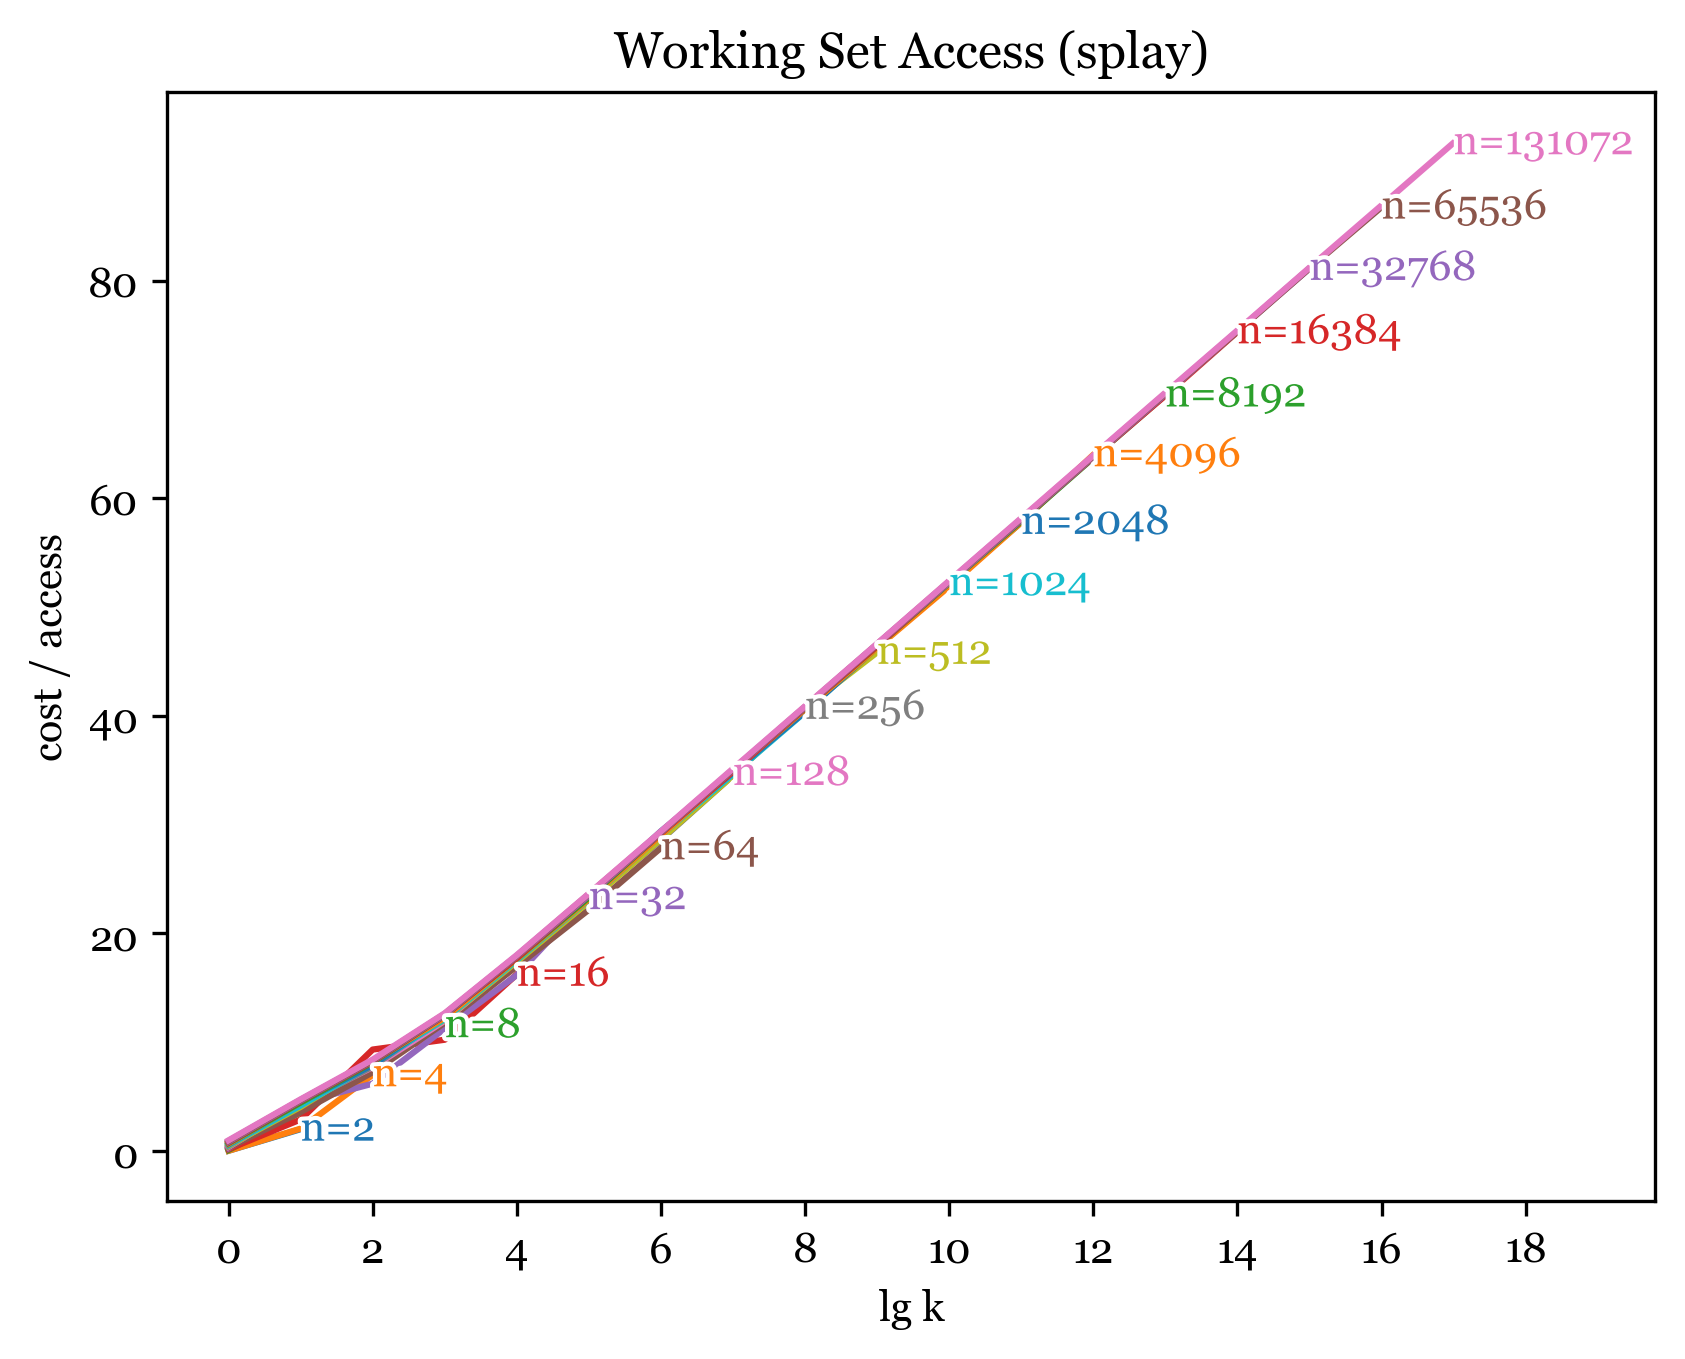 Working Set Access (splay)
n=131072
n=65536
80
n=32768
n=16384
n=8192
60
n=4096
n=2048
n=1024
n=512
40
n=256
n=128
n=64
n=32
20
n=16
n=8
n=4
n=2
0
cost / access
0 2 4 6 8 10 12 14 16 18
lg k